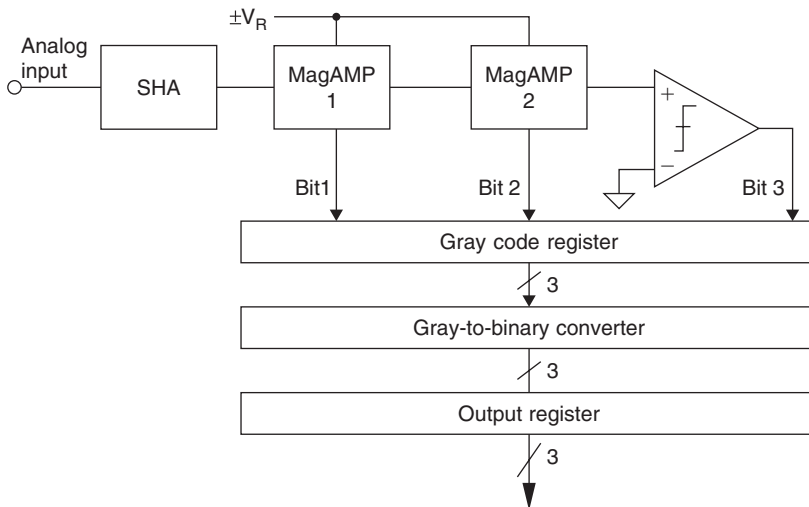 ±VR
Analog
input
SHA
MagAMP
1
MagAMP
2
+
−
Bit1
Bit 2
Bit 3
Gray code register
3
Gray-to-binary converter
3
Output register
3